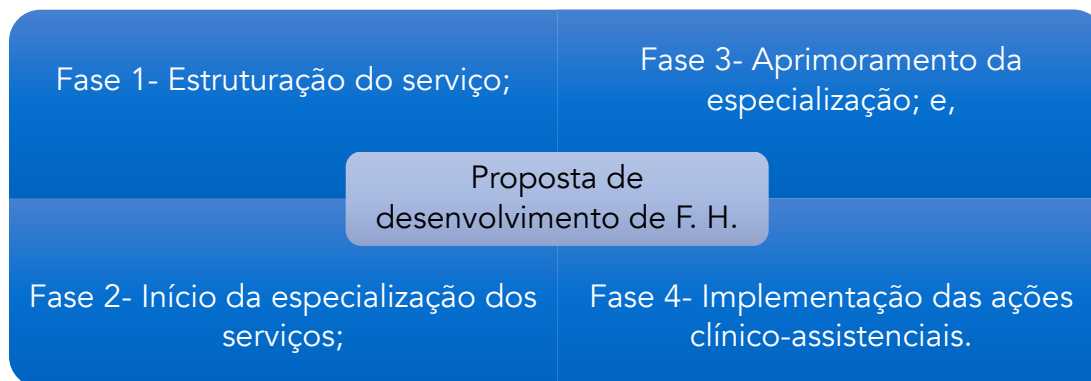 Fase 1- Estruturação do serviço;
Fase 3- Aprimoramento da
especialização; e,
Proposta de
desenvolvimento de F. H.
Fase 2- Início da especialização dos
serviços;
Fase 4- Implementação das ações
clínico-assistenciais.